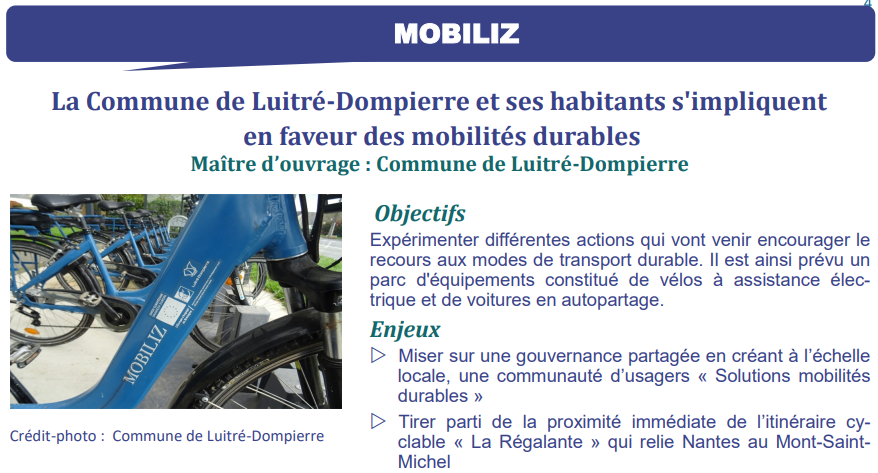 4
MOBILIZ
La Commune de Luitré-Dompierre et ses habitants s'impliquent
en faveur des mobilités durables
Maître d’ouvrage : Commune de Luitré-Dompierre
MOBILIZ
Crédit-photo : Commune de Luitré-Dompierre
Objectifs
Expérimenter différentes actions qui vont venir encourager le
recours aux modes de transport durable. Il est ainsi prévu un
parc d'équipements constitué de vélos à assistance élec-
trique et de voitures en autopartage.
Enjeux
▷ Miser sur une gouvernance partagée en créant à l’échelle
locale, une communauté d’usagers « Solutions mobilités
durables »
▷ Tirer parti de la proximité immédiate de l’itinéraire cy-
clable « La Régalante » qui relie Nantes au Mont-Saint-
Michel